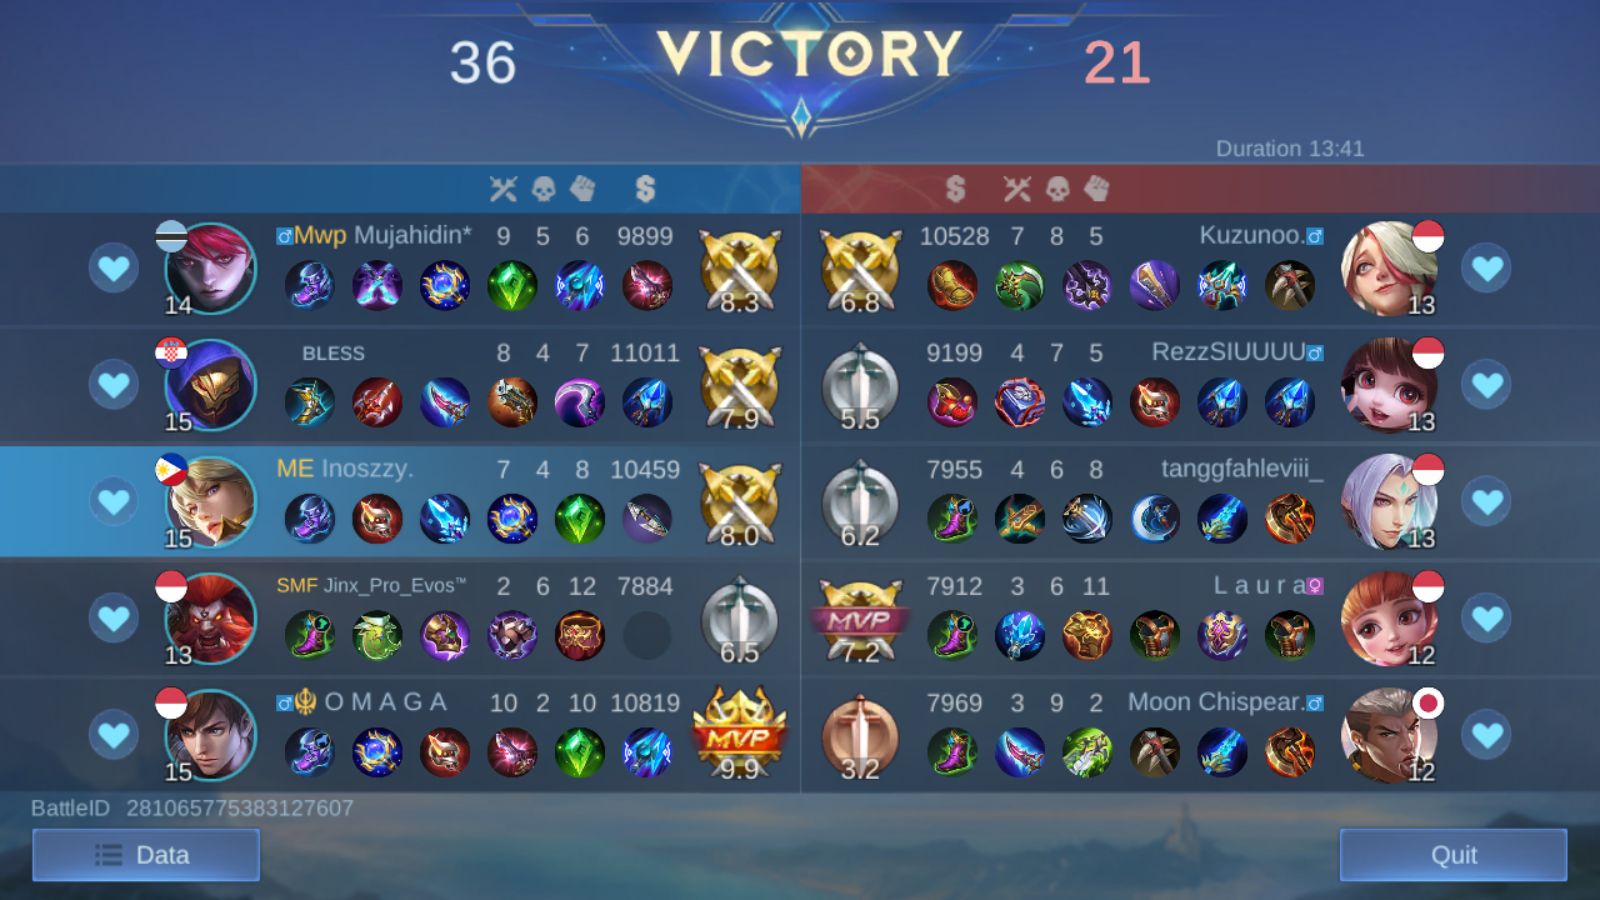 36 VICTORY 21
Duration 13:41
Mwp Mujahidin* 9 5 6 9899
14 8.3
10528 7 8 5 Kuzunoo.
6.8 13
BLESS 8 4 7 11011
15 7.9
9199 4 7 5 RezzSIUUUU
5.5 13
ME Inoszzy. 7 4 8 10459
15 8.0
7955 4 6 8 tanggfahleviii_
6.2 13
SMF Jinx_Pro_Evos™ 2 6 12 7884
13 6.5
7912 3 6 11 L a u r a
MVP
7.2 12
O M A G A 10 2 10 10819
MVP
15 9.9
7969 3 9 2 Moon Chispear.
3.2 12
BattleID 281065775383127607
Data
Quit